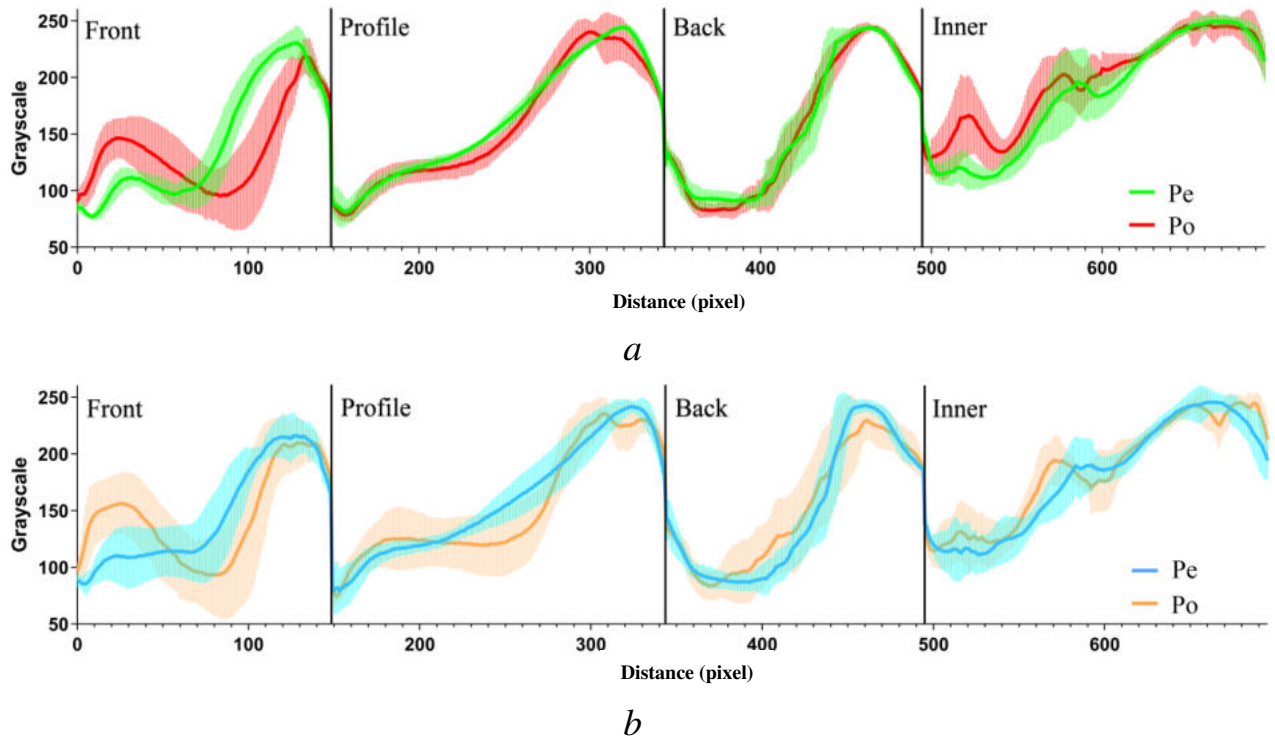 Front Profile Back Inner
250
200
150
100
50
Grayscale
Pe
Po
0 100 200 300 400 500 600
Distance (pixel)
a
Front Profile Back Inner
250
200
150
100
50
Grayscale
Pe
Po
0 100 200 300 400 500 600
Distance (pixel)
b